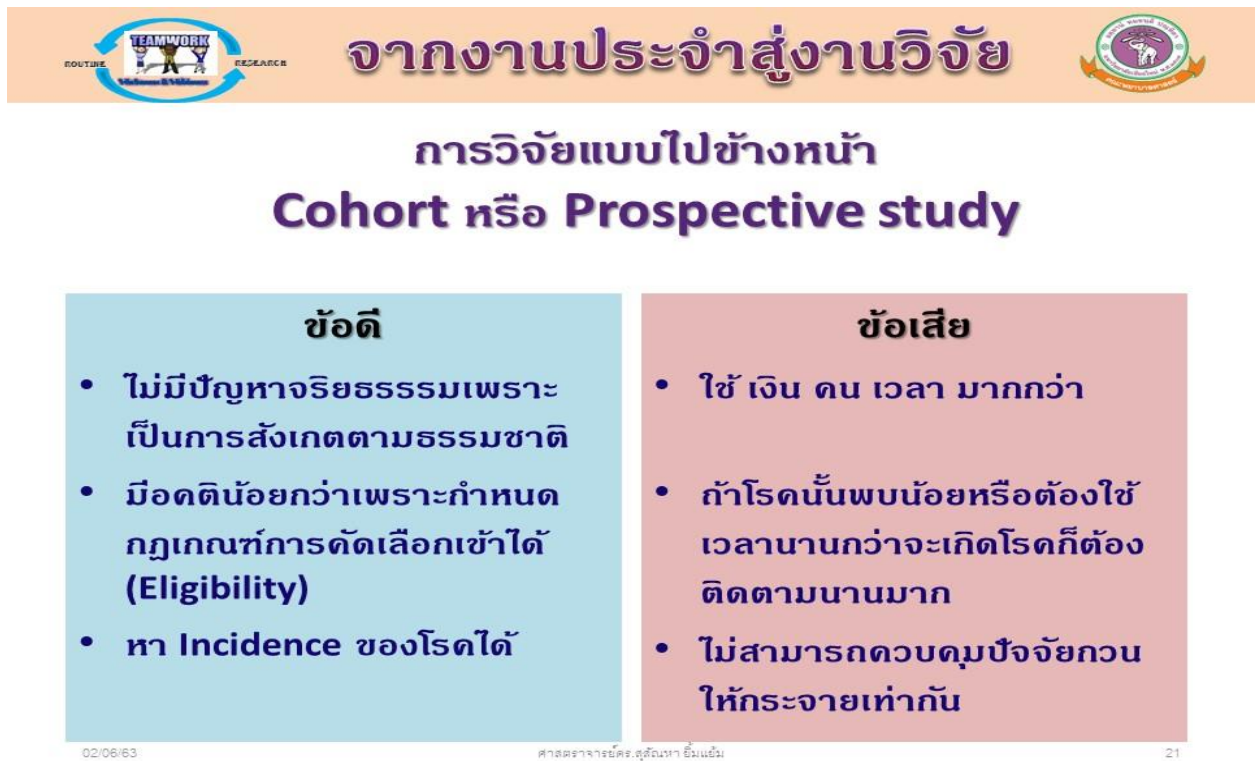 TEAMWORK
ROUTINE
RESEARCH
จากงานประจำสู่งานวิจัย
การวิจัยแบบไปข้างหน้า
Cohort หรือ Prospective study
ข้อดี
• ไม่มีปัญหาจริยธรรรมเพราะ
เป็นการสังเกตตามธรรมชาติ
• มีอคติน้อยกว่าเพราะกำหนด
กฎเกณฑ์การคัดเลือกเข้าได้
(Eligibility)
• หา Incidence ของโรคได้
ข้อเสีย
• ใช้ เงิน คน เวลา มากกว่า
• ถ้าโรคนั้นพบน้อยหรือต้องใช้
เวลานานกว่าจะเกิดโรคก็ต้อง
ติดตามนานมาก
• ไม่สามารถควบคุมปัจจัยกวน
ให้กระจายเท่ากัน
02/06/63
ศาสตราจารย์ดร.สุสัณหา ยิ้มแย้ม
21